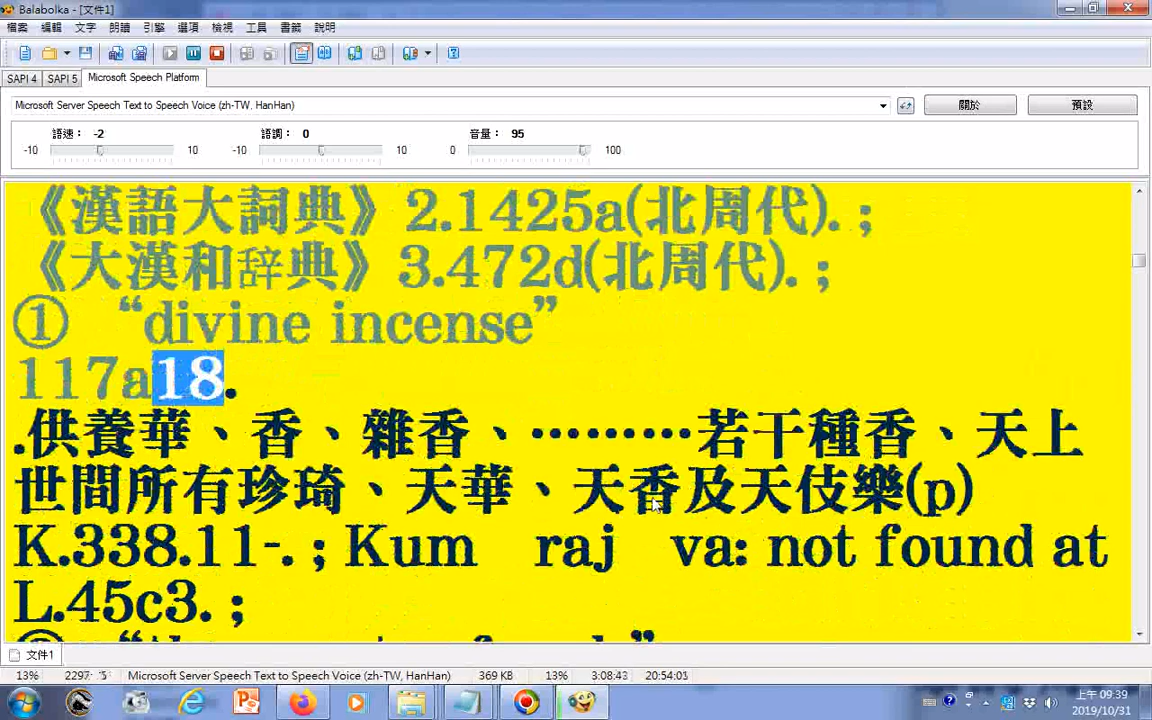 Balabolka - [文件1]
檔案 編輯 文字 朗讀 引擎 選項 檢視 工具 書籤 說明
SAPI 4 SAPI 5 Microsoft Speech Platform
Microsoft Server Speech Text to Speech Voice (zh-TW, HanHan)
關於 預設
語速： -2 語調： 0 音量： 95
-10 10 -10 10 0 100
《漢語大詞典》2.1425a(北周代). ;
《大漢和辞典》3.472d(北周代). ;
① “divine incense”
117a18.
.供養華、香、雜香、………若干種香、天上
世間所有珍琦、天華、天香及天伎樂(p)
K.338.11-. ; Kum raj va: not found at
L.45c3. ;
文件1
13% Microsoft Server Speech Text to Speech Voice (zh-TW, HanHan) 369 KB 13% 3:08:43 20:54:01
上午 09:39
2019/10/31